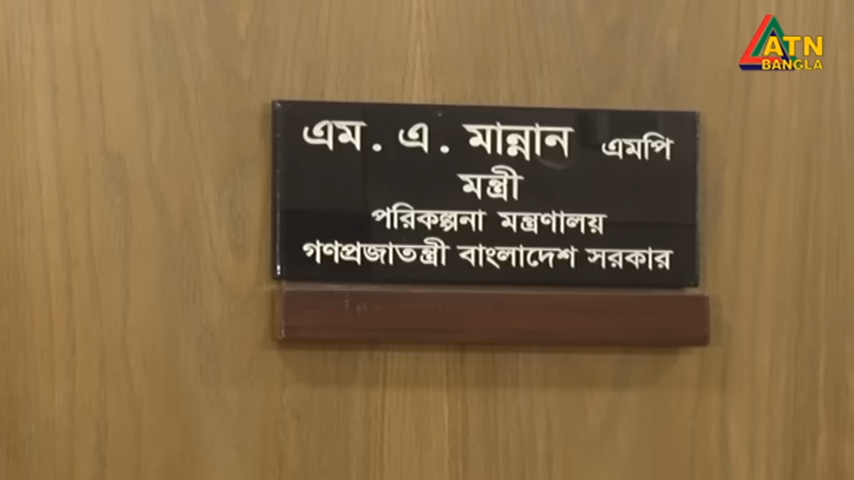 ATN
BANGLA
এম. এ. মান্নান এমপি
মন্ত্রী
পরিকল্পনা মন্ত্রণালয়
গণপ্রজাতন্ত্রী বাংলাদেশ সরকার